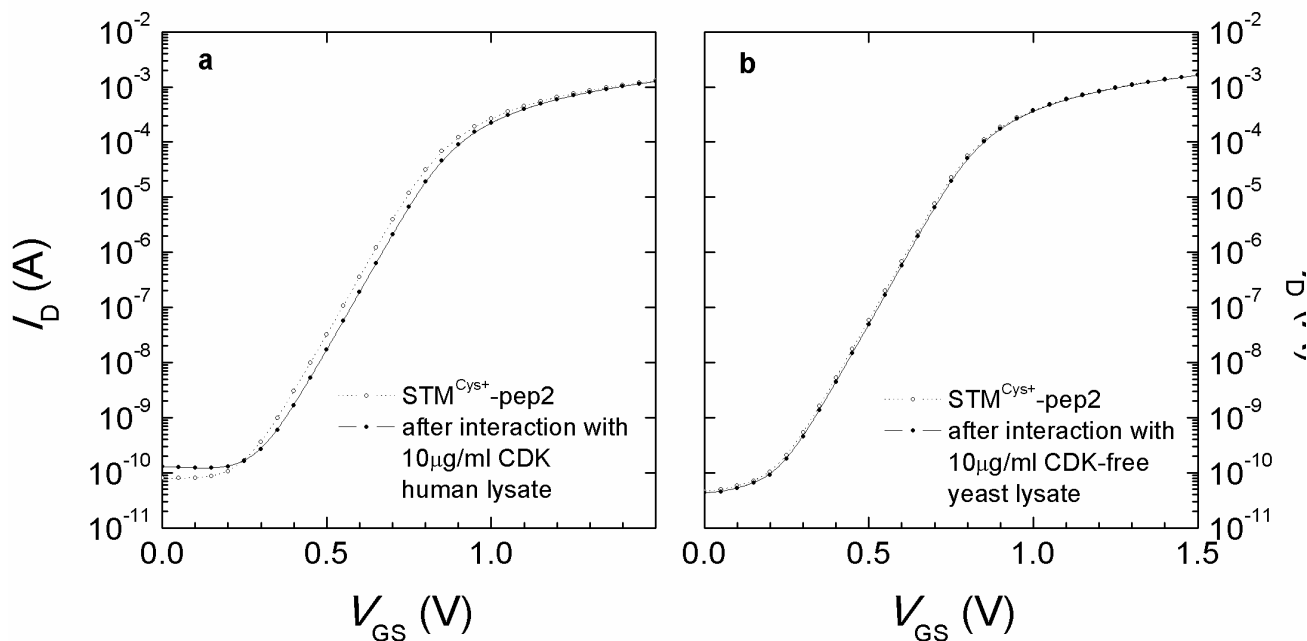 a
10⁻²
10⁻³
10⁻⁴
10⁻⁵
10⁻⁶
10⁻⁷
10⁻⁸
10⁻⁹
10⁻¹⁰
10⁻¹¹
I_D (A)
STM^Cys+-pep2
after interaction with
10μg/ml CDK
human lysate
0.0 0.5 1.0
V_GS (V)
b
STM^Cys+-pep2
after interaction with
10μg/ml CDK-free
yeast lysate
0.0 0.5 1.0 1.5
V_GS (V)
10⁻²
10⁻³
10⁻⁴
10⁻⁵
10⁻⁶
10⁻⁷
10⁻⁸
10⁻⁹
10⁻¹⁰
10⁻¹¹